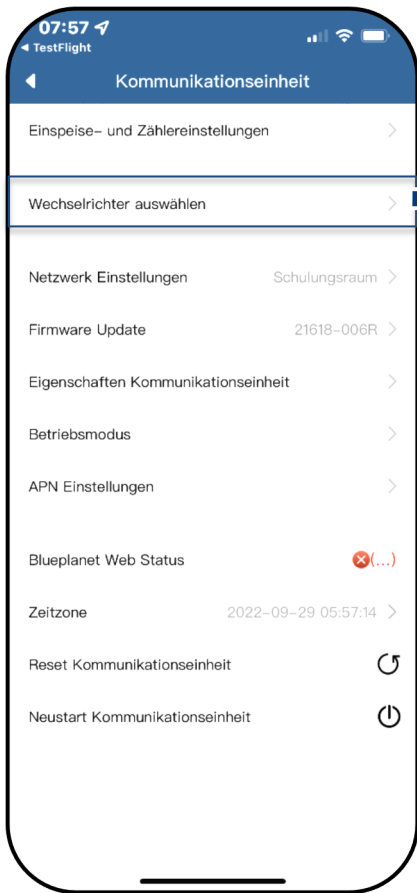 07:57
◀ TestFlight
Kommunikationseinheit
Einspeise- und Zählereinstellungen
Wechselrichter auswählen
Netzwerk Einstellungen Schulungsraum
Firmware Update 21618-006R
Eigenschaften Kommunikationseinheit
Betriebsmodus
APN Einstellungen
Blueplanet Web Status (...)
Zeitzone 2022-09-29 05:57:14
Reset Kommunikationseinheit
Neustart Kommunikationseinheit